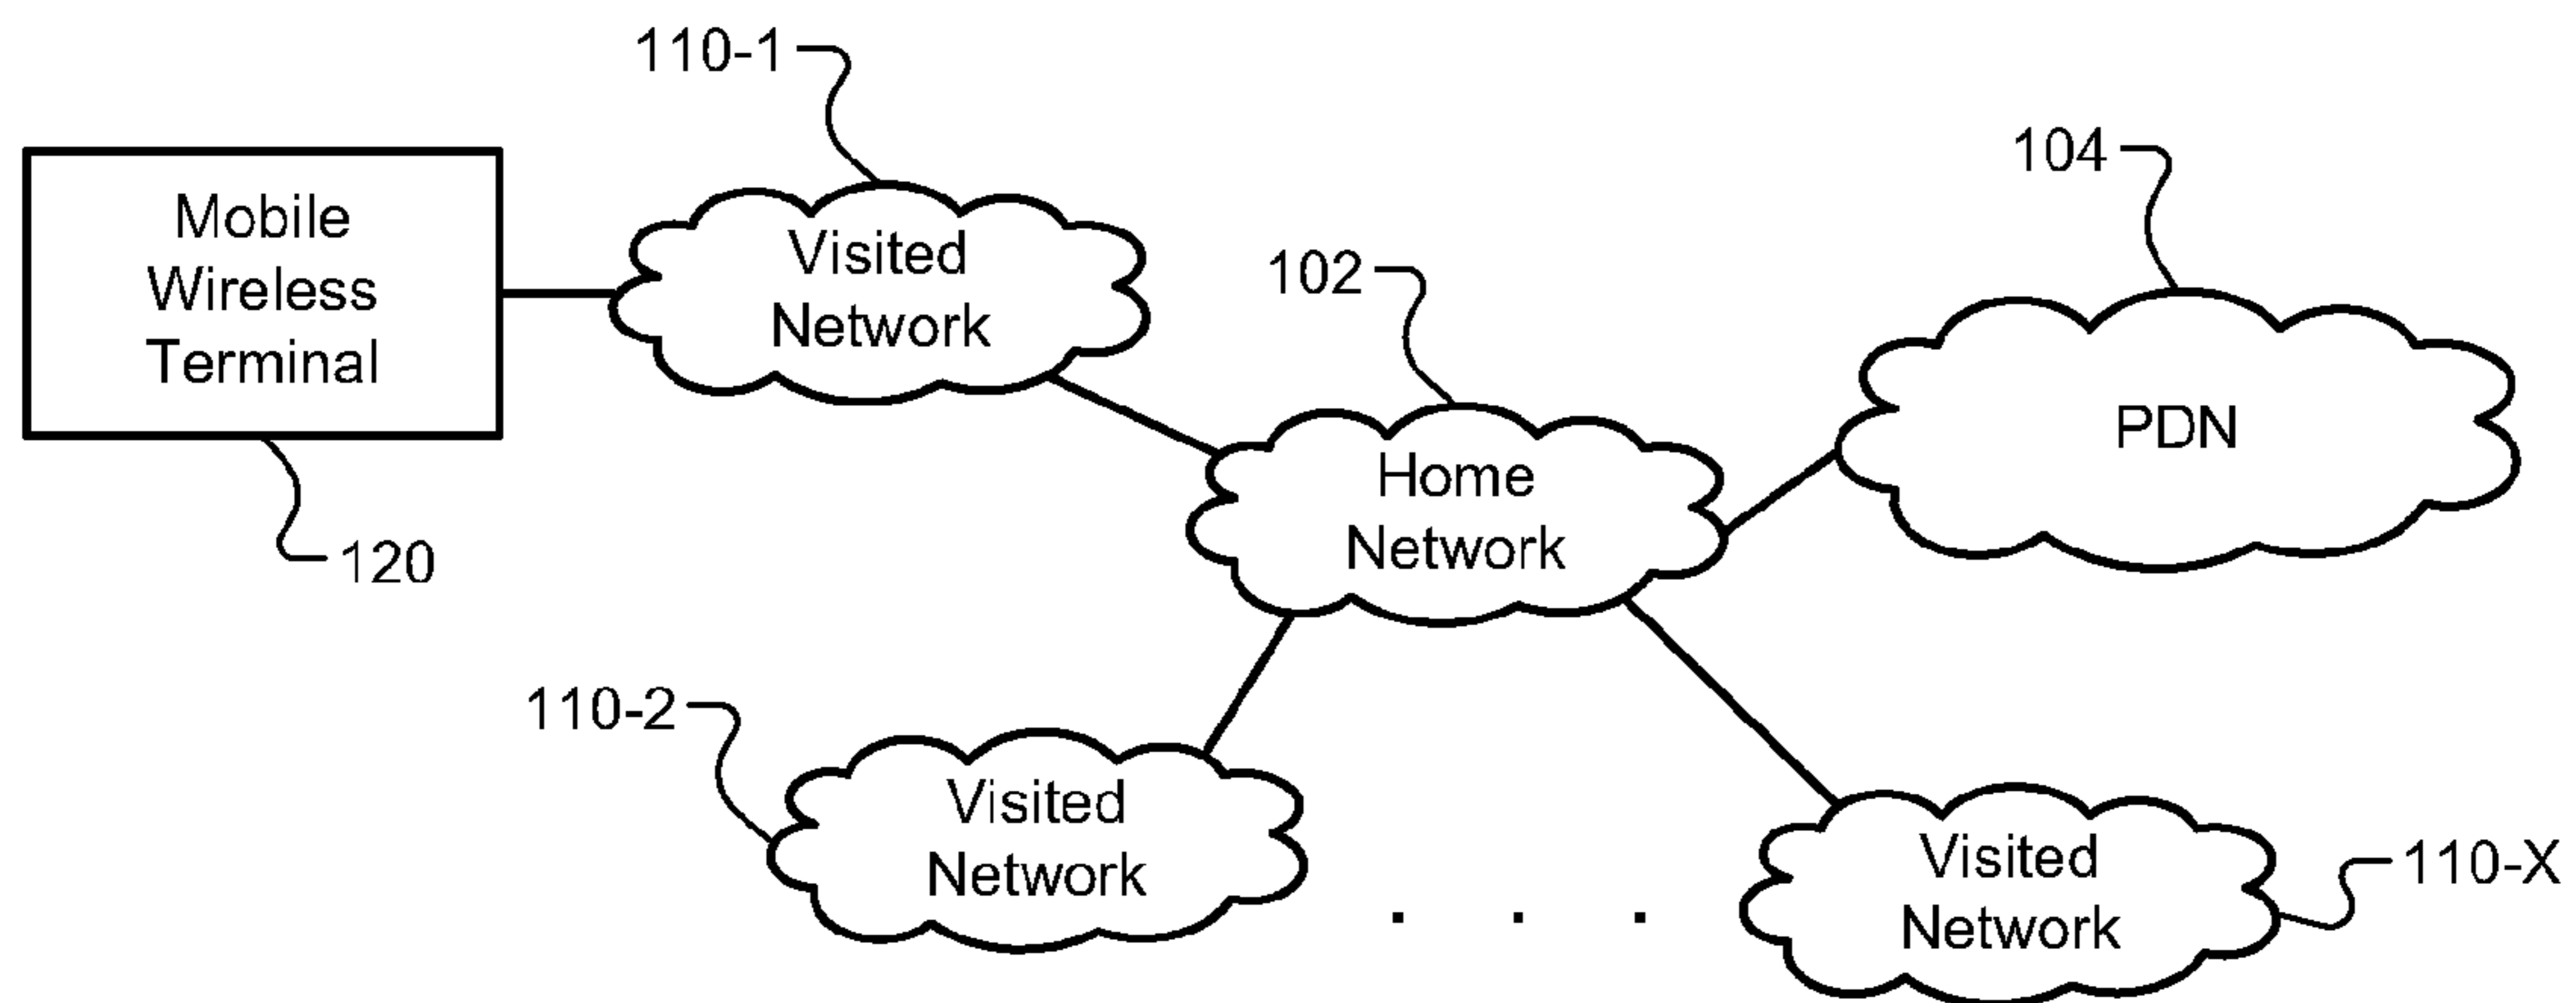 110-1
104
Mobile
Wireless
Terminal
Visited
Network
102
Home
Network
PDN
120
110-2
Visited
Network
. . .
Visited
Network
110-X